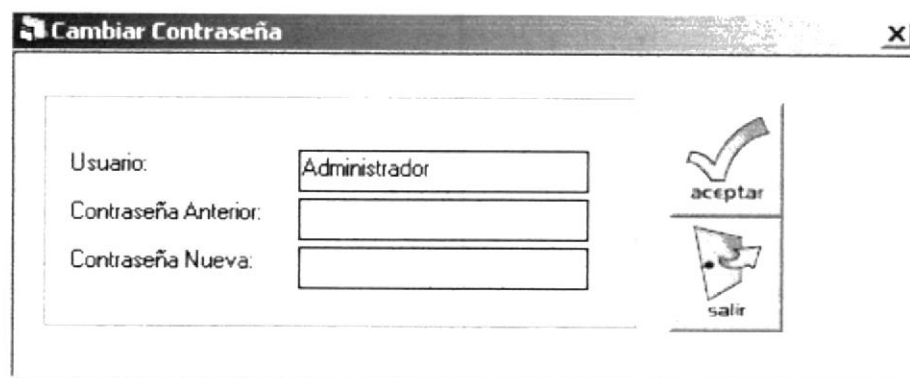 Cambiar Contraseña
Usuario:
Administrador
Contraseña Anterior:
Contraseña Nueva:
aceptar
salir